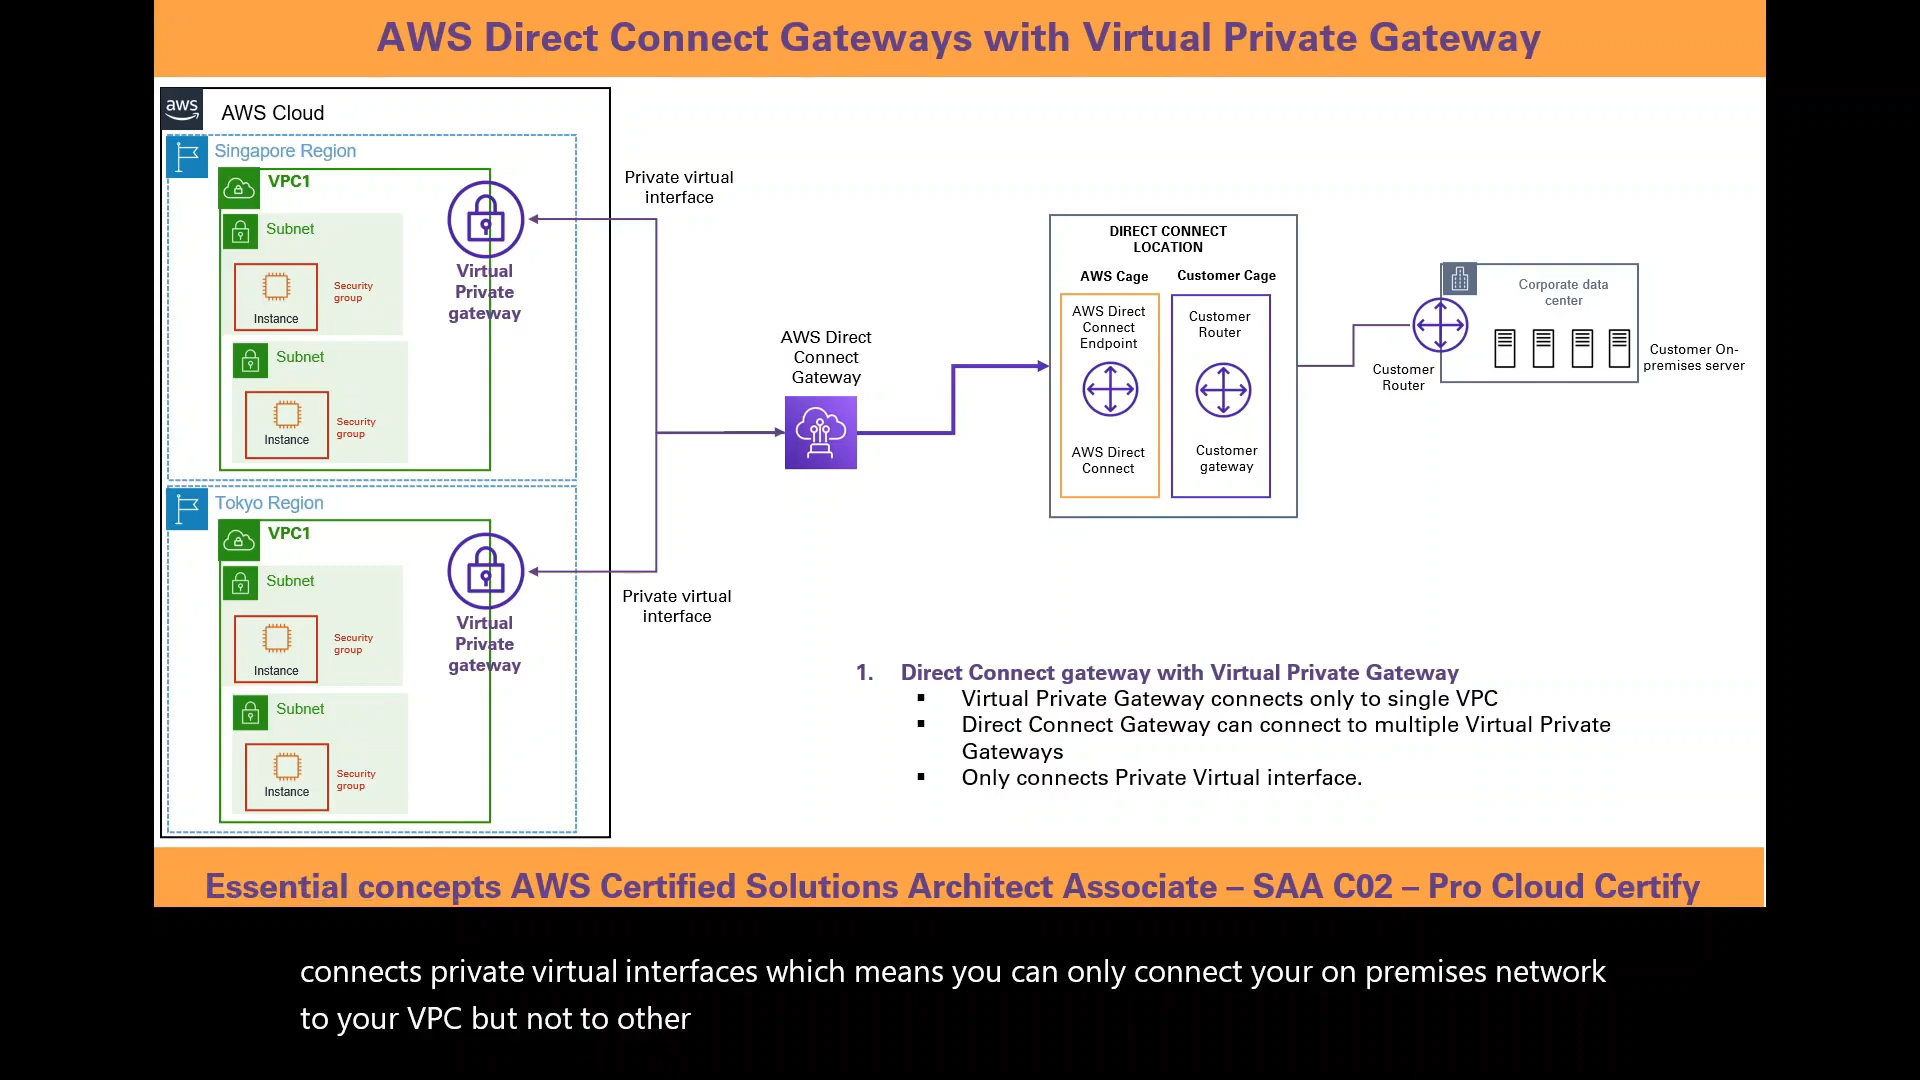 AWS Direct Connect Gateways with Virtual Private Gateway
aws
AWS Cloud
Singapore Region
VPC1
Subnet
Instance
Security
group
Subnet
Instance
Security
group
Virtual
Private
gateway
Tokyo Region
VPC1
Subnet
Instance
Security
group
Subnet
Instance
Security
group
Virtual
Private
gateway
Private virtual
interface
Private virtual
interface
AWS Direct
Connect
Gateway
DIRECT CONNECT
LOCATION
AWS Cage
Customer Cage
AWS Direct
Connect
Endpoint
AWS Direct
Connect
Customer
Router
Customer
gateway
Customer
Router
Corporate data
center
Customer On-
premises server
1. Direct Connect gateway with Virtual Private Gateway
▪ Virtual Private Gateway connects only to single VPC
▪ Direct Connect Gateway can connect to multiple Virtual Private
Gateways
▪ Only connects Private Virtual interface.
Essential concepts AWS Certified Solutions Architect Associate – SAA C02 – Pro Cloud Certify
connects private virtual interfaces which means you can only connect your on premises network
to your VPC but not to other